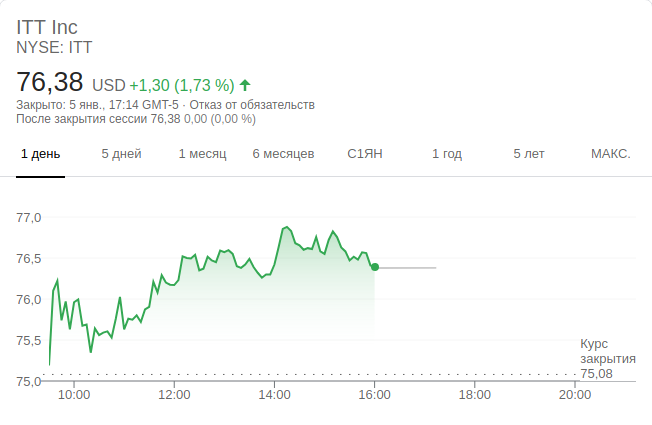 ITT Inc
NYSE: ITT
76,38 USD +1,30 (1,73 %)
Закрыто: 5 янв., 17:14 GMT-5 · Отказ от обязательств
После закрытия сессии 76,38 0,00 (0,00 %)
1 день 5 дней 1 месяц 6 месяцев С1ЯН 1 год 5 лет МАКС.
77,0
76,5
76,0
75,5
75,0
Курс
закрытия
75,08
10:00 12:00 14:00 16:00 18:00 20:00